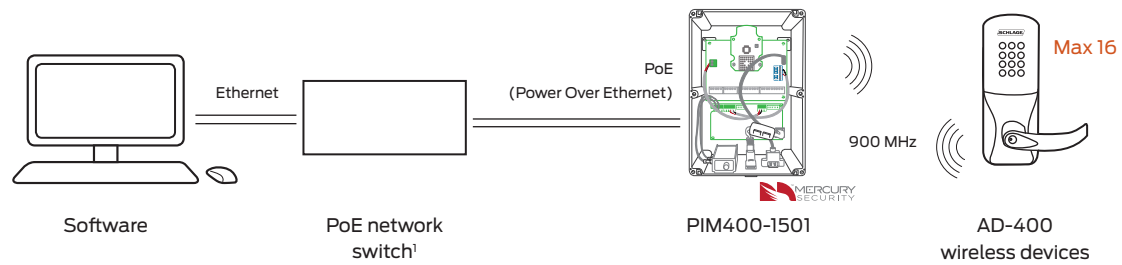 SCHLAGE
Max 16
PoE
(Power Over Ethernet)
Ethernet
900 MHz
MERCURY
SECURITY
Software
PoE network
switch¹
PIM400-1501
AD-400
wireless devices